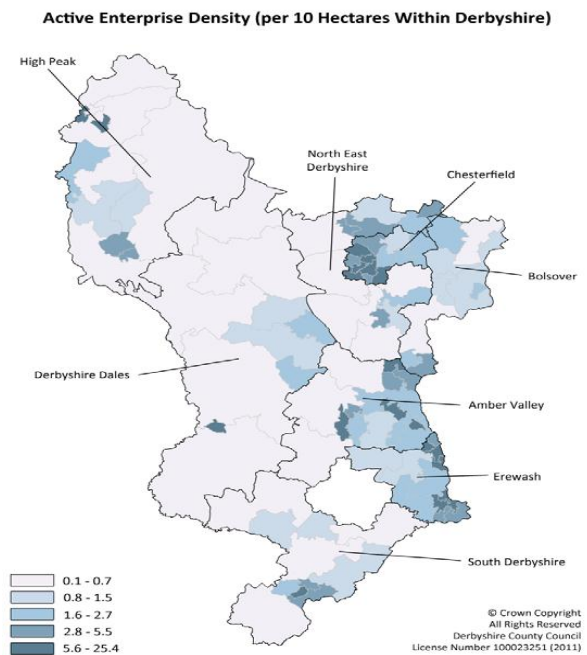 Active Enterprise Density (per 10 Hectares Within Derbyshire)
High Peak
North East
Derbyshire
Chesterfield
Bolsover
Derbyshire Dales
Amber Valley
Erewash
South Derbyshire
0.1 - 0.7
0.8 - 1.5
1.6 - 2.7
2.8 - 5.5
5.6 - 25.4
© Crown Copyright
All Rights Reserved
Derbyshire County Council
License Number 100023251 (2011)